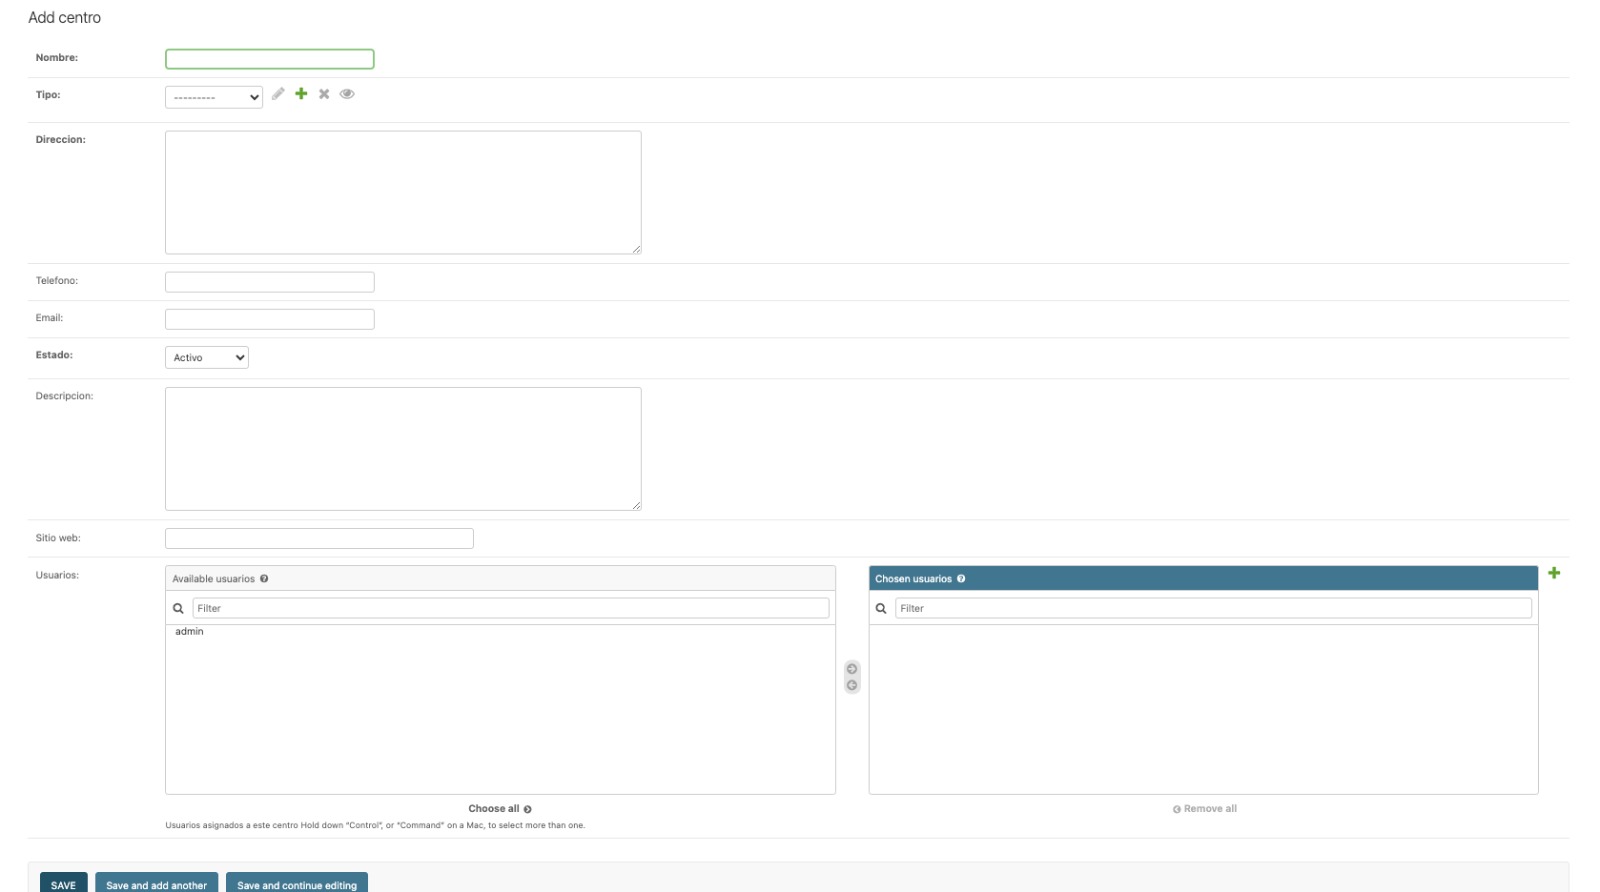 Add centro
Nombre:
Tipo:
---------
Direccion:
Telefono:
Email:
Estado:
Activo
Descripcion:
Sitio web:
Usuarios:
Available usuarios
Filter
admin
Choose all
Chosen usuarios
Filter
Remove all
Usuarios asignados a este centro Hold down "Control", or "Command" on a Mac, to select more than one.
SAVE
Save and add another
Save and continue editing